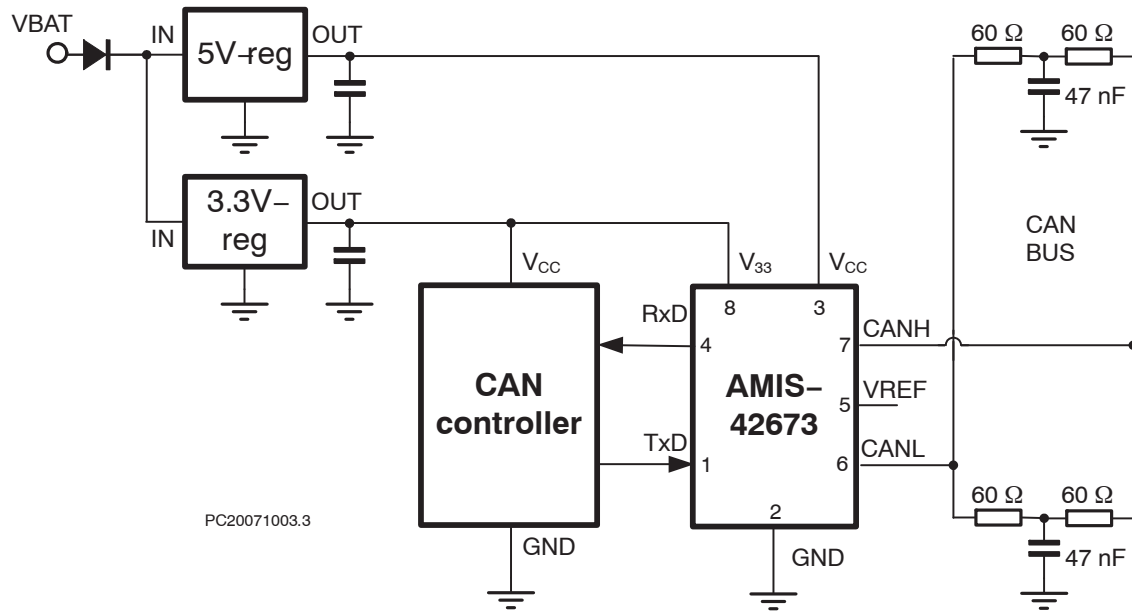 VBAT
IN
5V−reg
OUT
60 Ω
60 Ω
47 nF
IN
3.3V−
reg
OUT
CAN
BUS
VCC
V33
VCC
RxD
8
3
4
7
CANH
CAN
controller
AMIS−
42673
5
VREF
TxD
1
6
CANL
2
60 Ω
60 Ω
PC20071003.3
GND
GND
47 nF